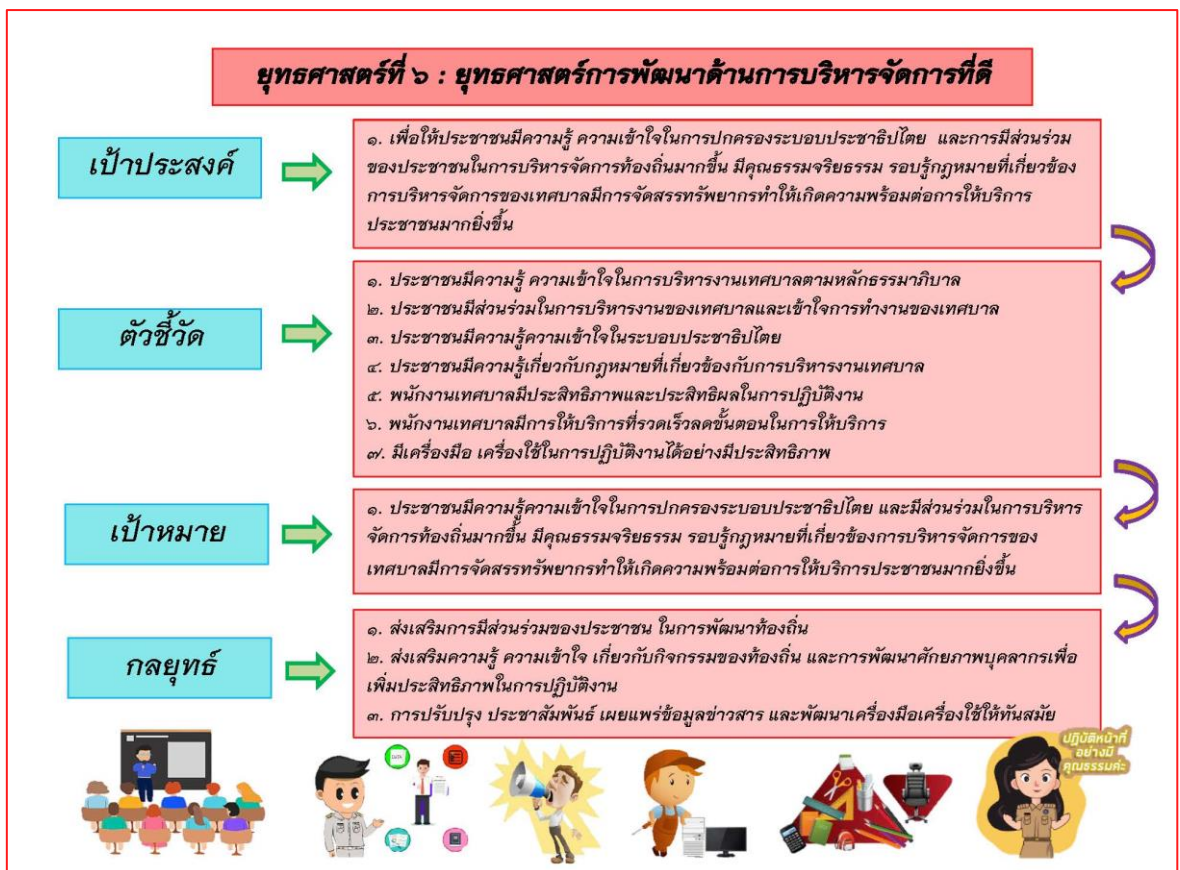 ยุทธศาสตร์ที่ ๖ : ยุทธศาสตร์การพัฒนาด้านการบริหารจัดการที่ดี
เป้าประสงค์
๑. เพื่อให้ประชาชนมีความรู้ ความเข้าใจในการปกครองระบอบประชาธิปไตย และการมีส่วนร่วม
ของประชาชนในการบริหารจัดการท้องถิ่นมากขึ้น มีคุณธรรมจริยธรรม รอบรู้กฎหมายที่เกี่ยวข้อง
การบริหารจัดการของเทศบาลมีการจัดสรรทรัพยากรทำให้เกิดความพร้อมต่อการให้บริการ
ประชาชนมากยิ่งขึ้น
ตัวชี้วัด
๑. ประชาชนมีความรู้ ความเข้าใจในการบริหารงานเทศบาลตามหลักธรรมาภิบาล
๒. ประชาชนมีส่วนร่วมในการบริหารงานของเทศบาลและเข้าใจการทำงานของเทศบาล
๓. ประชาชนมีความรู้ความเข้าใจในระบอบประชาธิปไตย
๔. ประชาชนมีความรู้เกี่ยวกับกฎหมายที่เกี่ยวข้องกับการบริหารงานเทศบาล
๕. พนักงานเทศบาลมีประสิทธิภาพและประสิทธิผลในการปฏิบัติงาน
๖. พนักงานเทศบาลมีการให้บริการที่รวดเร็วลดขั้นตอนในการให้บริการ
๗. มีเครื่องมือ เครื่องใช้ในการปฏิบัติงานได้อย่างมีประสิทธิภาพ
เป้าหมาย
๑. ประชาชนมีความรู้ความเข้าใจในการปกครองระบอบประชาธิปไตย และมีส่วนร่วมในการบริหาร
จัดการท้องถิ่นมากขึ้น มีคุณธรรมจริยธรรม รอบรู้กฎหมายที่เกี่ยวข้องการบริหารจัดการของ
เทศบาลมีการจัดสรรทรัพยากรทำให้เกิดความพร้อมต่อการให้บริการประชาชนมากยิ่งขึ้น
กลยุทธ์
๑. ส่งเสริมการมีส่วนร่วมของประชาชน ในการพัฒนาท้องถิ่น
๒. ส่งเสริมความรู้ ความเข้าใจ เกี่ยวกับกิจกรรมของท้องถิ่น และการพัฒนาศักยภาพบุคลากรเพื่อ
เพิ่มประสิทธิภาพในการปฏิบัติงาน
๓. การปรับปรุง ประชาสัมพันธ์ เผยแพร่ข้อมูลข่าวสาร และพัฒนาเครื่องมือเครื่องใช้ให้ทันสมัย
ปฏิบัติหน้าที่
อย่างมี
คุณธรรมค่ะ